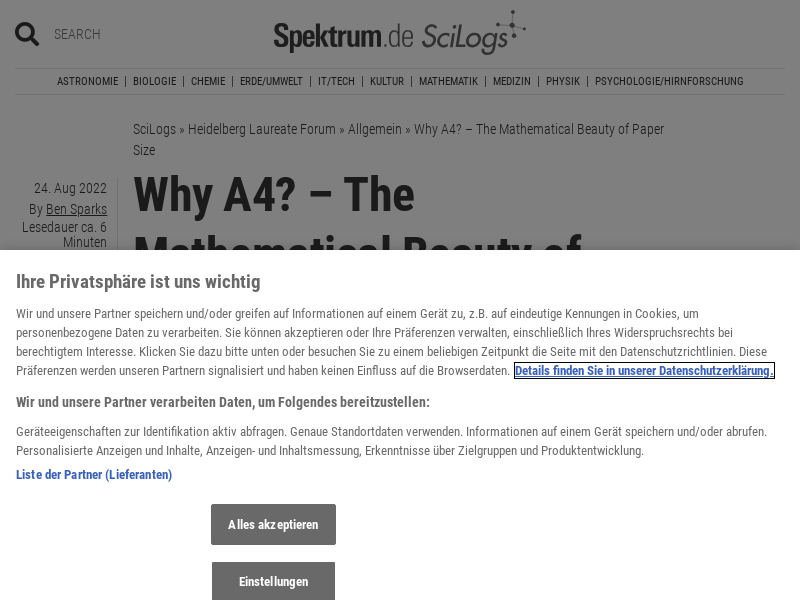 SEARCH
Spektrum.de SciLogs
ASTRONOMIE | BIOLOGIE | CHEMIE | ERDE/UMWELT | IT/TECH | KULTUR | MATHEMATIK | MEDIZIN | PHYSIK | PSYCHOLOGIE/HIRNFORSCHUNG
SciLogs » Heidelberg Laureate Forum » Allgemein » Why A4? – The Mathematical Beauty of Paper
Size
24. Aug 2022
By Ben Sparks
Lesedauer ca. 6
Minuten
Why A4? – The
Mathematical Beauty of
Ihre Privatsphäre ist uns wichtig
Wir und unsere Partner speichern und/oder greifen auf Informationen auf einem Gerät zu, z.B. auf eindeutige Kennungen in Cookies, um
personenbezogene Daten zu verarbeiten. Sie können akzeptieren oder Ihre Präferenzen verwalten, einschließlich Ihres Widerspruchsrechts bei
berechtigtem Interesse. Klicken Sie dazu bitte unten oder besuchen Sie zu einem beliebigen Zeitpunkt die Seite mit den Datenschutzrichtlinien. Diese
Präferenzen werden unseren Partnern signalisiert und haben keinen Einfluss auf die Browserdaten. Details finden Sie in unserer Datenschutzerklärung.
Wir und unsere Partner verarbeiten Daten, um Folgendes bereitzustellen:
Geräteeigenschaften zur Identifikation aktiv abfragen. Genaue Standortdaten verwenden. Informationen auf einem Gerät speichern und/oder abrufen.
Personalisierte Anzeigen und Inhalte, Anzeigen- und Inhaltsmessung, Erkenntnisse über Zielgruppen und Produktentwicklung.
Liste der Partner (Lieferanten)
Alles akzeptieren
Einstellungen